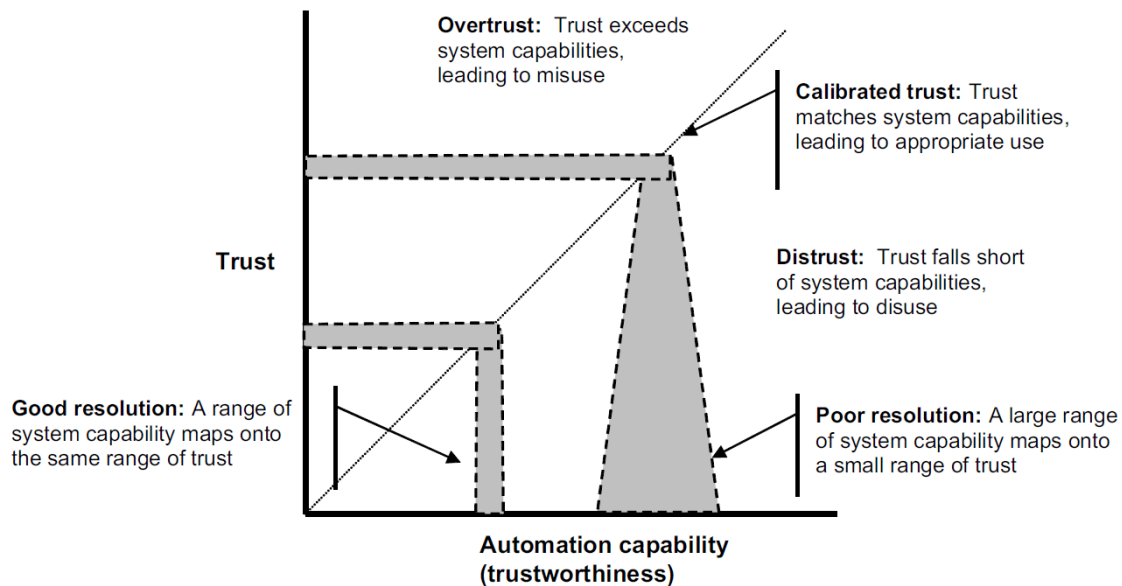 Overtrust: Trust exceeds
system capabilities,
leading to misuse
Calibrated trust: Trust
matches system capabilities,
leading to appropriate use
Trust
Distrust: Trust falls short
of system capabilities,
leading to disuse
Good resolution: A range of
system capability maps onto
the same range of trust
Poor resolution: A large range
of system capability maps onto
a small range of trust
Automation capability
(trustworthiness)